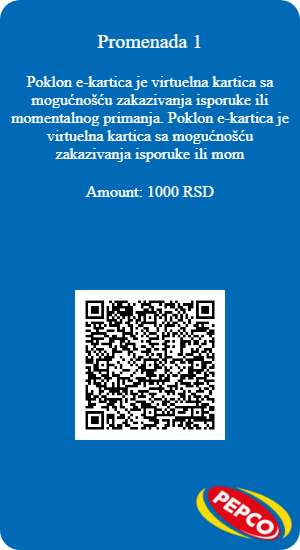 Promenada 1
Poklon e-kartica je virtuelna kartica sa
mogućnošću zakazivanja isporuke ili
momentalnog primanja. Poklon e-kartica je
virtuelna kartica sa mogućnošću
zakazivanja isporuke ili mom
Amount: 1000 RSD
PEPCO